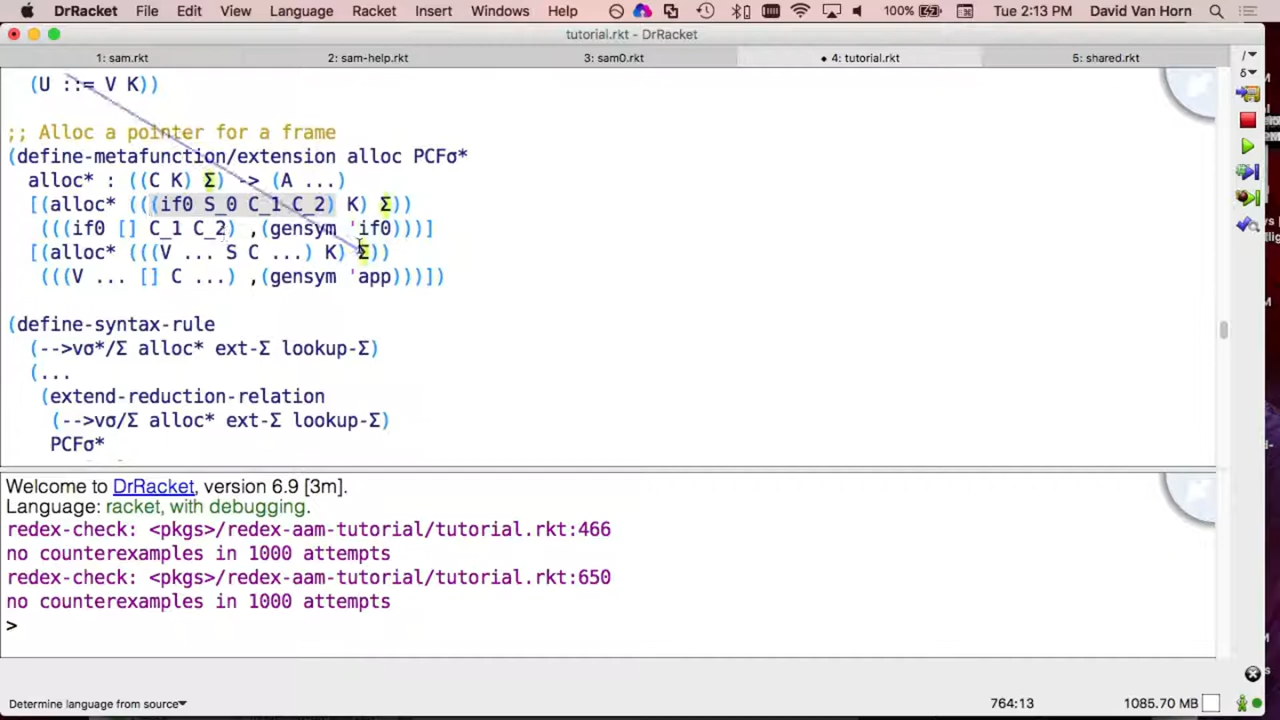 DrRacket File Edit View Language Racket Insert Windows Help 100% Tue 2:13 PM David Van Horn
tutorial.rkt - DrRacket
1: sam.rkt 2: sam-help.rkt 3: sam0.rkt • 4: tutorial.rkt 5: shared.rkt
(U ::= V K))
;; Alloc a pointer for a frame
(define-metafunction/extension alloc PCFσ*
alloc* : ((C K) Σ) -> (A ...)
[(alloc* (((if0 S_0 C_1 C_2) K) Σ))
(((if0 [] C_1 C_2) ,(gensym 'if0)))]
[(alloc* (((V ... S C ...) K) Σ))
(((V ... [] C ...) ,(gensym 'app)))])
(define-syntax-rule
(-->vσ*/Σ alloc* ext-Σ lookup-Σ)
(...
(extend-reduction-relation
(-->vσ/Σ alloc* ext-Σ lookup-Σ)
PCFσ*
Welcome to DrRacket, version 6.9 [3m].
Language: racket, with debugging.
redex-check: <pkgs>/redex-aam-tutorial/tutorial.rkt:466
no counterexamples in 1000 attempts
redex-check: <pkgs>/redex-aam-tutorial/tutorial.rkt:650
no counterexamples in 1000 attempts
>
Determine language from source 764:13 1085.70 MB